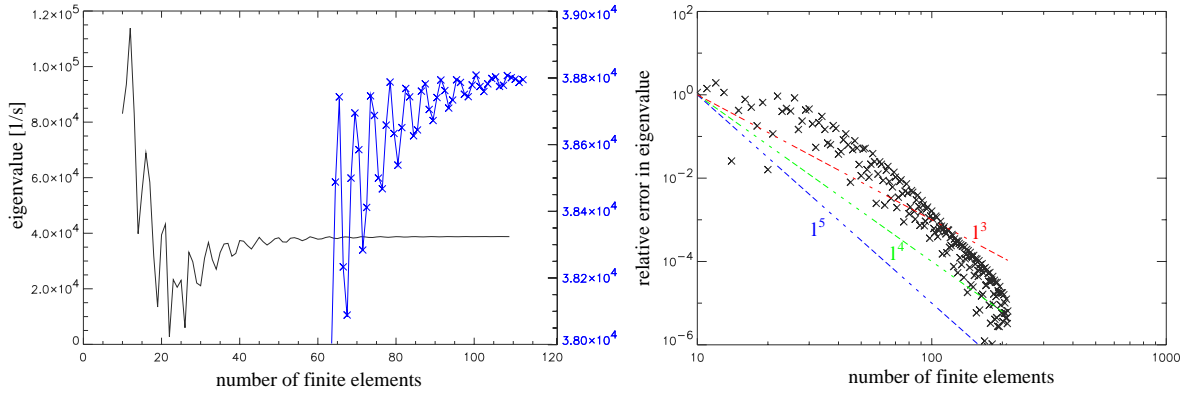 1.2×10^5
1.0×10^5
8.0×10^4
6.0×10^4
4.0×10^4
2.0×10^4
0
eigenvalue [1/s]
0 20 40 60 80 100 120
number of finite elements
3.90×10^4
3.88×10^4
3.86×10^4
3.84×10^4
3.82×10^4
3.80×10^4
10^2
10^0
10^-2
10^-4
10^-6
relative error in eigenvalue
l^3
l^4
l^5
10 100 1000
number of finite elements